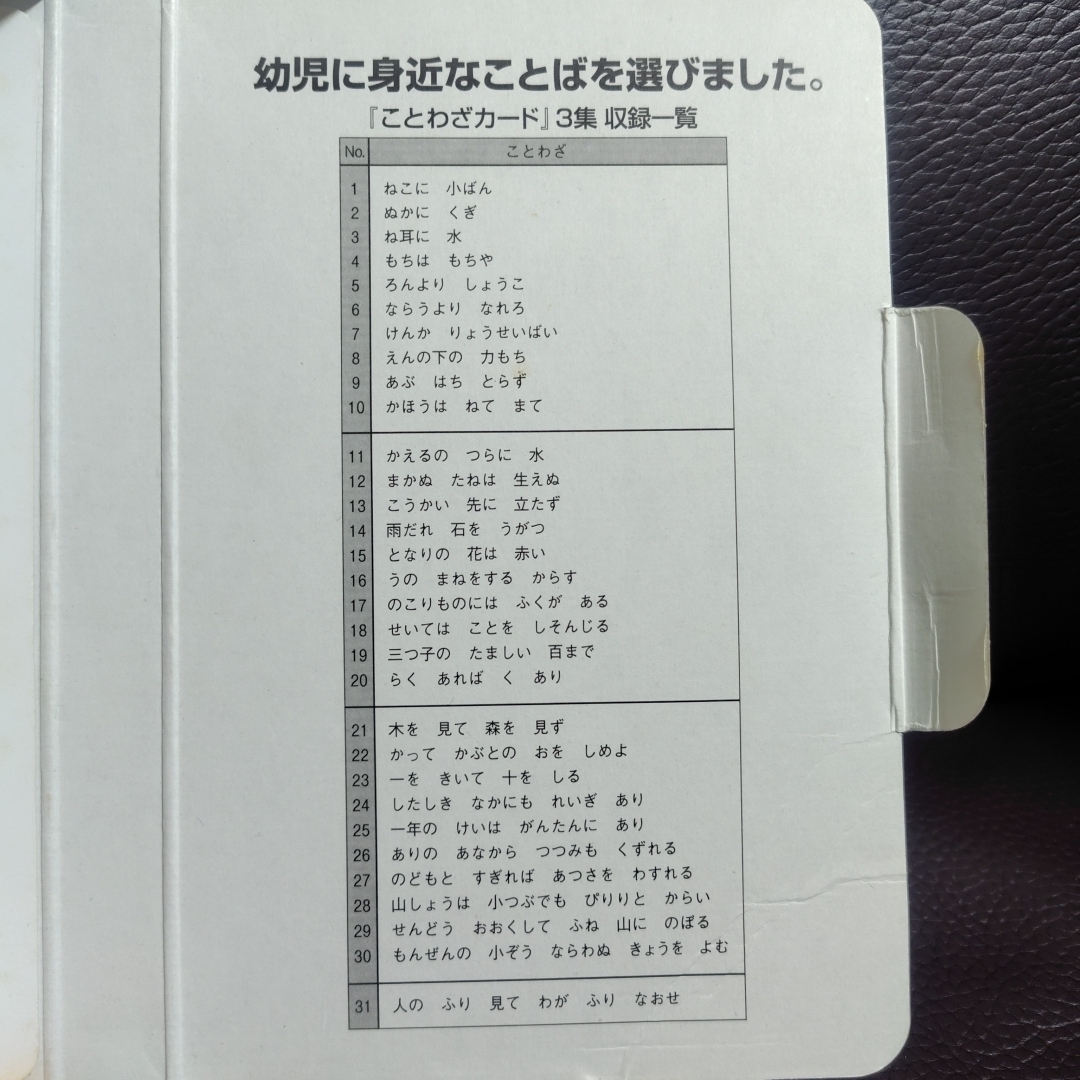 幼児に身近なことばを選びました。
『ことわざカード』3集 収録一覧
No. ことわざ
1 ねこに 小ばん
2 ぬかに くぎ
3 ね耳に 水
4 もちは もちや
5 ろんより しょうこ
6 ならうより なれろ
7 けんか りょうせいばい
8 えんの下の 力もち
9 あぶ はち とらず
10 かほうは ねて まて
11 かえるの つらに 水
12 まかぬ たねは 生えぬ
13 こうかい 先に 立たず
14 雨だれ 石を うがつ
15 となりの 花は 赤い
16 うの まねをする からす
17 のこりものには ふくが ある
18 せいては ことを しそんじる
19 三つ子の たましい 百まで
20 らく あれば く あり
21 木を 見て 森を 見ず
22 かって かぶとの おを しめよ
23 一を きいて 十を しる
24 したしき なかにも れいぎ あり
25 一年の けいは がんたんに あり
26 ありの あなから つつみも くずれる
27 のどもと すぎれば あつさを わすれる
28 山しょうは 小つぶでも ぴりりと からい
29 せんどう おおくして ふね 山に のぼる
30 もんぜんの 小ぞう ならわぬ きょうを よむ
31 人の ふり 見て わが ふり なおせ